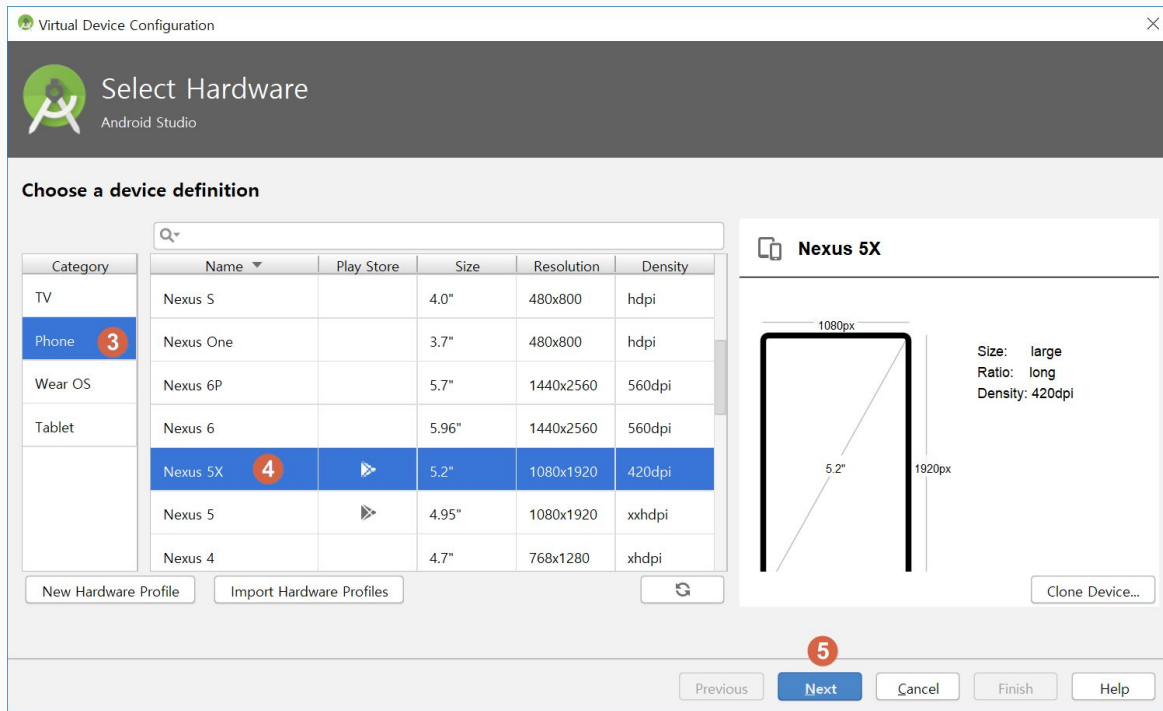 Virtual Device Configuration
Select Hardware
Android Studio
Choose a device definition
Category
TV
Phone 3
Wear OS
Tablet
Name Play Store Size Resolution Density
Nexus S 4.0" 480x800 hdpi
Nexus One 3.7" 480x800 hdpi
Nexus 6P 5.7" 1440x2560 560dpi
Nexus 6 5.96" 1440x2560 560dpi
Nexus 5X 4 5.2" 1080x1920 420dpi
Nexus 5 4.95" 1080x1920 xxhdpi
Nexus 4 4.7" 768x1280 xhdpi
New Hardware Profile Import Hardware Profiles
Nexus 5X
1080px
5.2"
1920px
Size: large
Ratio: long
Density: 420dpi
Clone Device...
5
Previous Next Cancel Finish Help